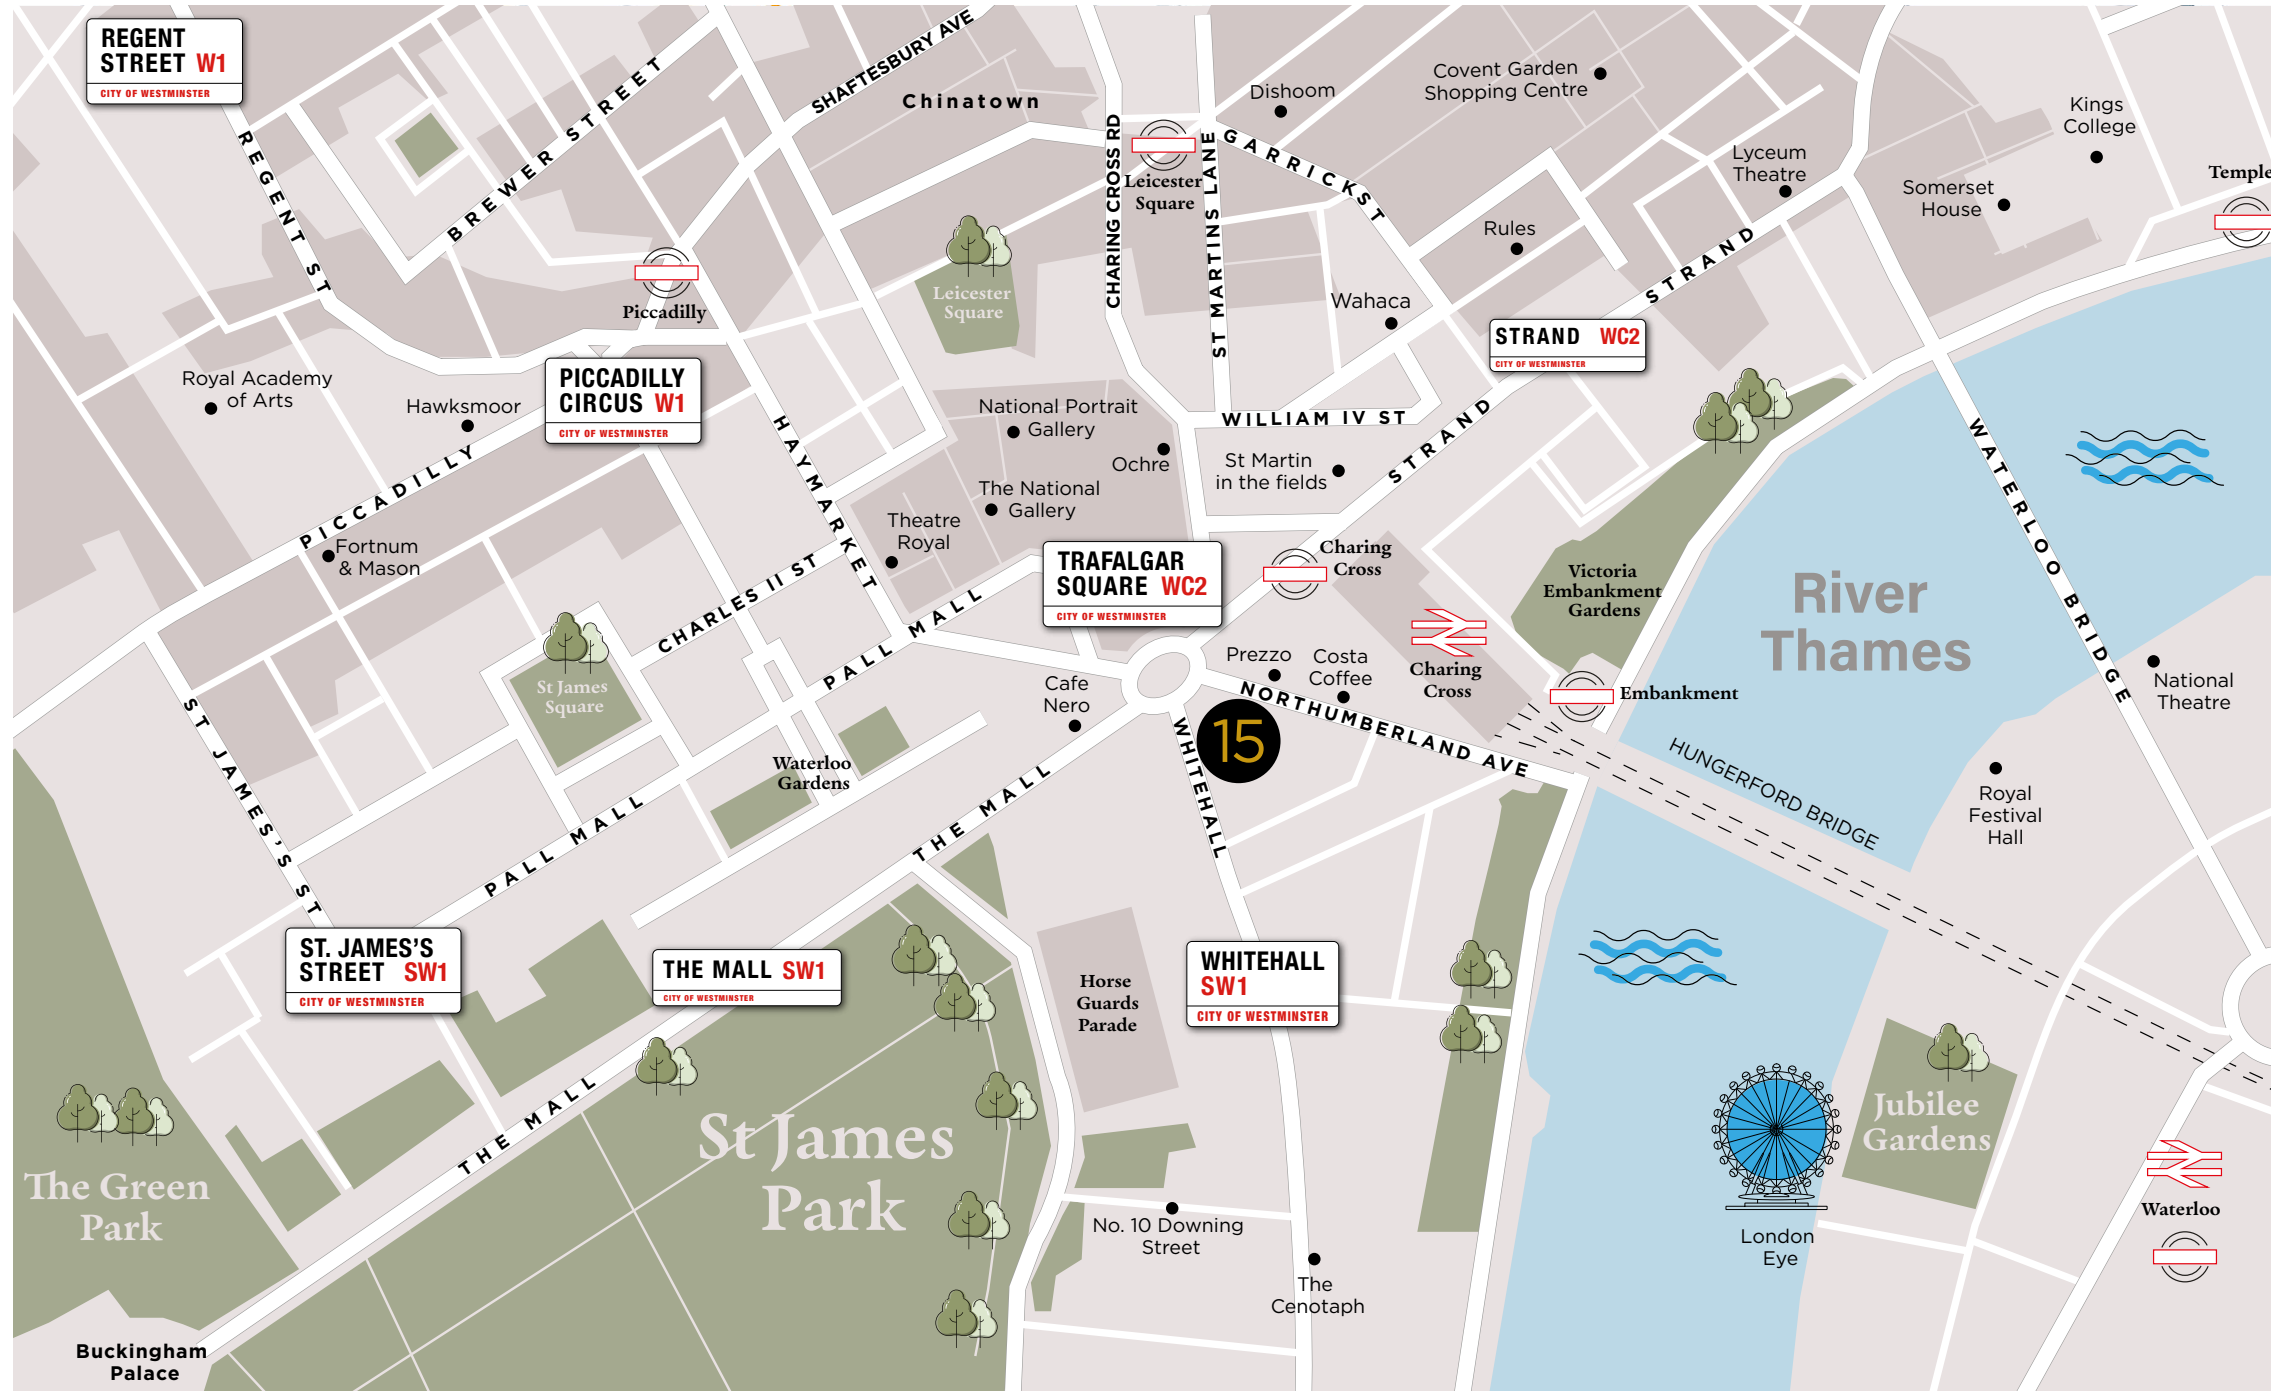 REGENT
STREET W1
CITY OF WESTMINSTER
REGENT ST
BREWER STREET
SHAFTESBURY AVE
Chinatown
CHARING CROSS RD
Leicester
Square
ST MARTINS LANE
GARRICK ST
Dishoom
Covent Garden
Shopping Centre
Kings
College
Lyceum
Theatre
Somerset
House
Temple
Rules
STRAND
Wahaca
Leicester
Square
Piccadilly
STRAND WC2
CITY OF WESTMINSTER
PICCADILLY
CIRCUS W1
CITY OF WESTMINSTER
Royal Academy
of Arts
Hawksmoor
PICCADILLY
Fortnum
& Mason
HAYMARKET
National Portrait
Gallery
Ochre
The National
Gallery
Theatre
Royal
WILLIAM IV ST
St Martin
in the fields
STRAND
WATERLOO BRIDGE
CHARLES II ST
PALL MALL
TRAFALGAR
SQUARE WC2
CITY OF WESTMINSTER
Charing
Cross
Victoria
Embankment
Gardens
River
Thames
Charing
Cross
Prezzo
Costa
Coffee
Embankment
National
Theatre
St James
Square
Cafe
Nero
NORTHUMBERLAND AVE
15
HUNGERFORD BRIDGE
ST JAMES'S ST
Waterloo
Gardens
WHITEHALL
Royal
Festival
Hall
PALL MALL
THE MALL
ST. JAMES'S
STREET SW1
CITY OF WESTMINSTER
THE MALL SW1
CITY OF WESTMINSTER
Horse
Guards
Parade
WHITEHALL
SW1
CITY OF WESTMINSTER
THE MALL
St James
Park
The Green
Park
Jubilee
Gardens
No. 10 Downing
Street
London
Eye
Waterloo
The
Cenotaph
Buckingham
Palace